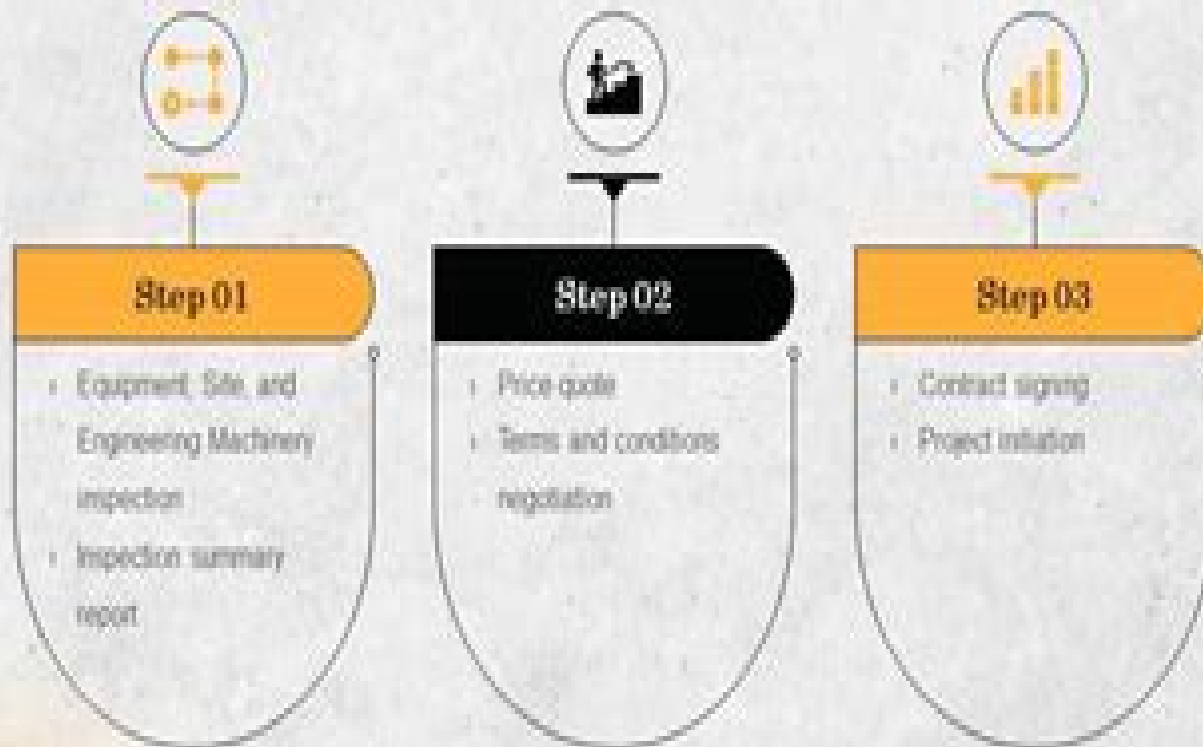 Step 01
Equipment, Site, and
Engineering Machinery
inspection
Inspection summary
report
Step 02
Price quote
Terms and conditions
negotiation
Step 03
Contract signing
Project initiation